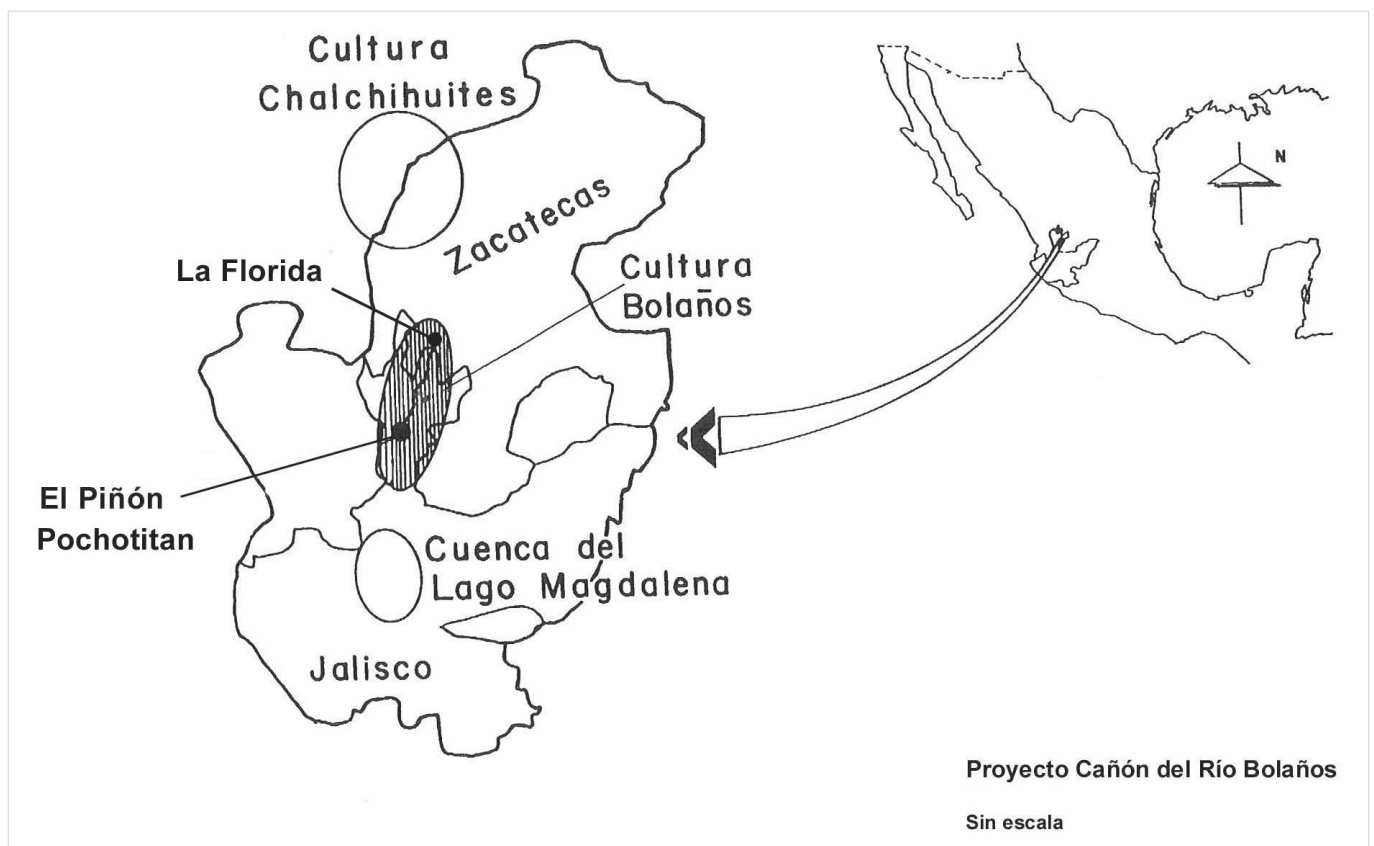 Cultura
Chalchihuites
N
Zacatecas
La Florida
Cultura
Bolaños
El Piñón
Pochotitan
Cuenca del
Lago Magdalena
Jalisco
Proyecto Cañón del Río Bolaños
Sin escala